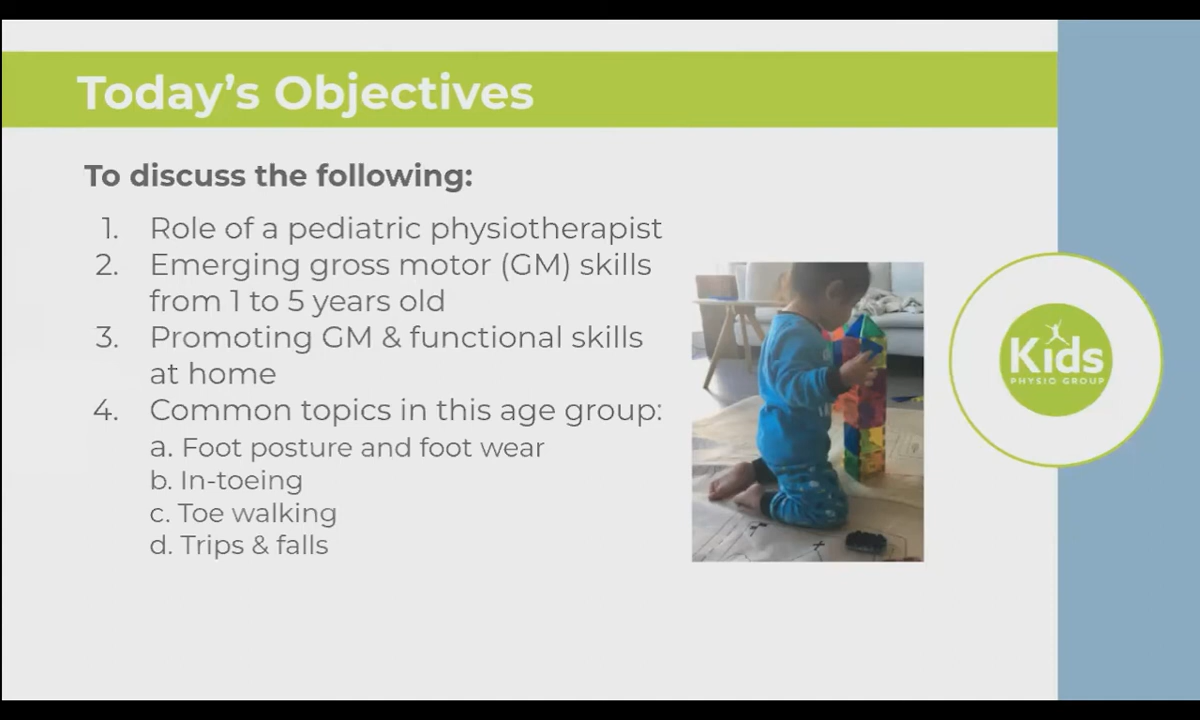 Today's Objectives
To discuss the following:
1. Role of a pediatric physiotherapist
2. Emerging gross motor (GM) skills
from 1 to 5 years old
3. Promoting GM & functional skills
at home
4. Common topics in this age group:
a. Foot posture and foot wear
b. In-toeing
c. Toe walking
d. Trips & falls
Kids
PHYSIO GROUP